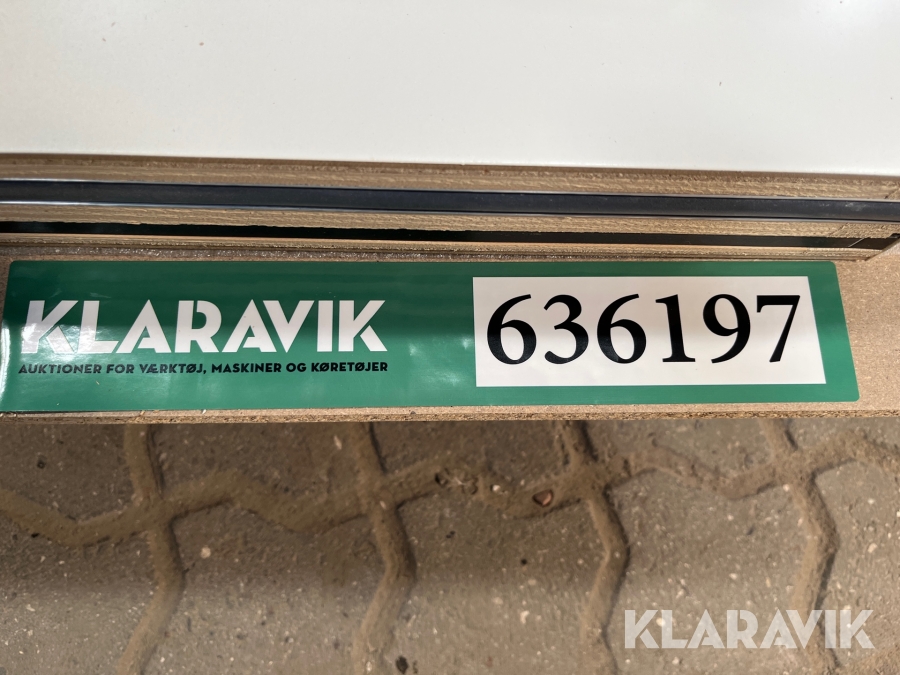 KLARAVIK
AUKTIONER FOR VÆRKTØJ, MASKINER OG KØRETØJER
636197
KLARAVIK